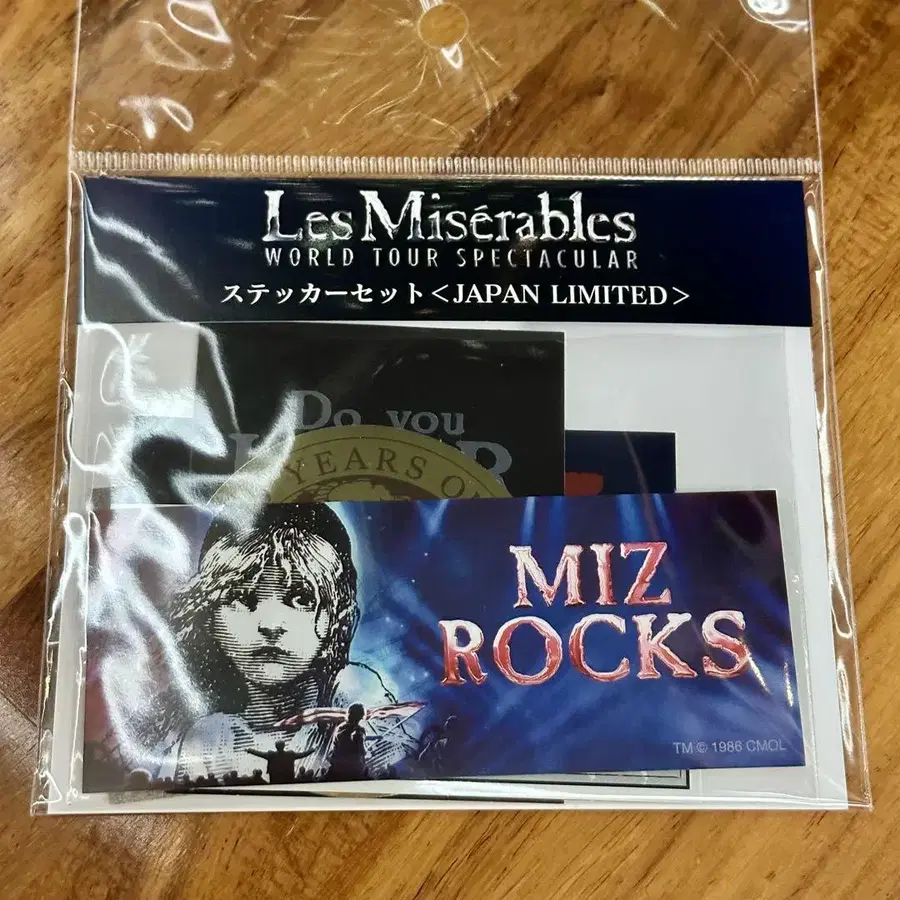 Les Misérables
WORLD TOUR SPECTACULAR
ステッカーセット＜JAPAN LIMITED＞
Do you
YEARS
MIZ
ROCKS
TM © 1986 CMOL